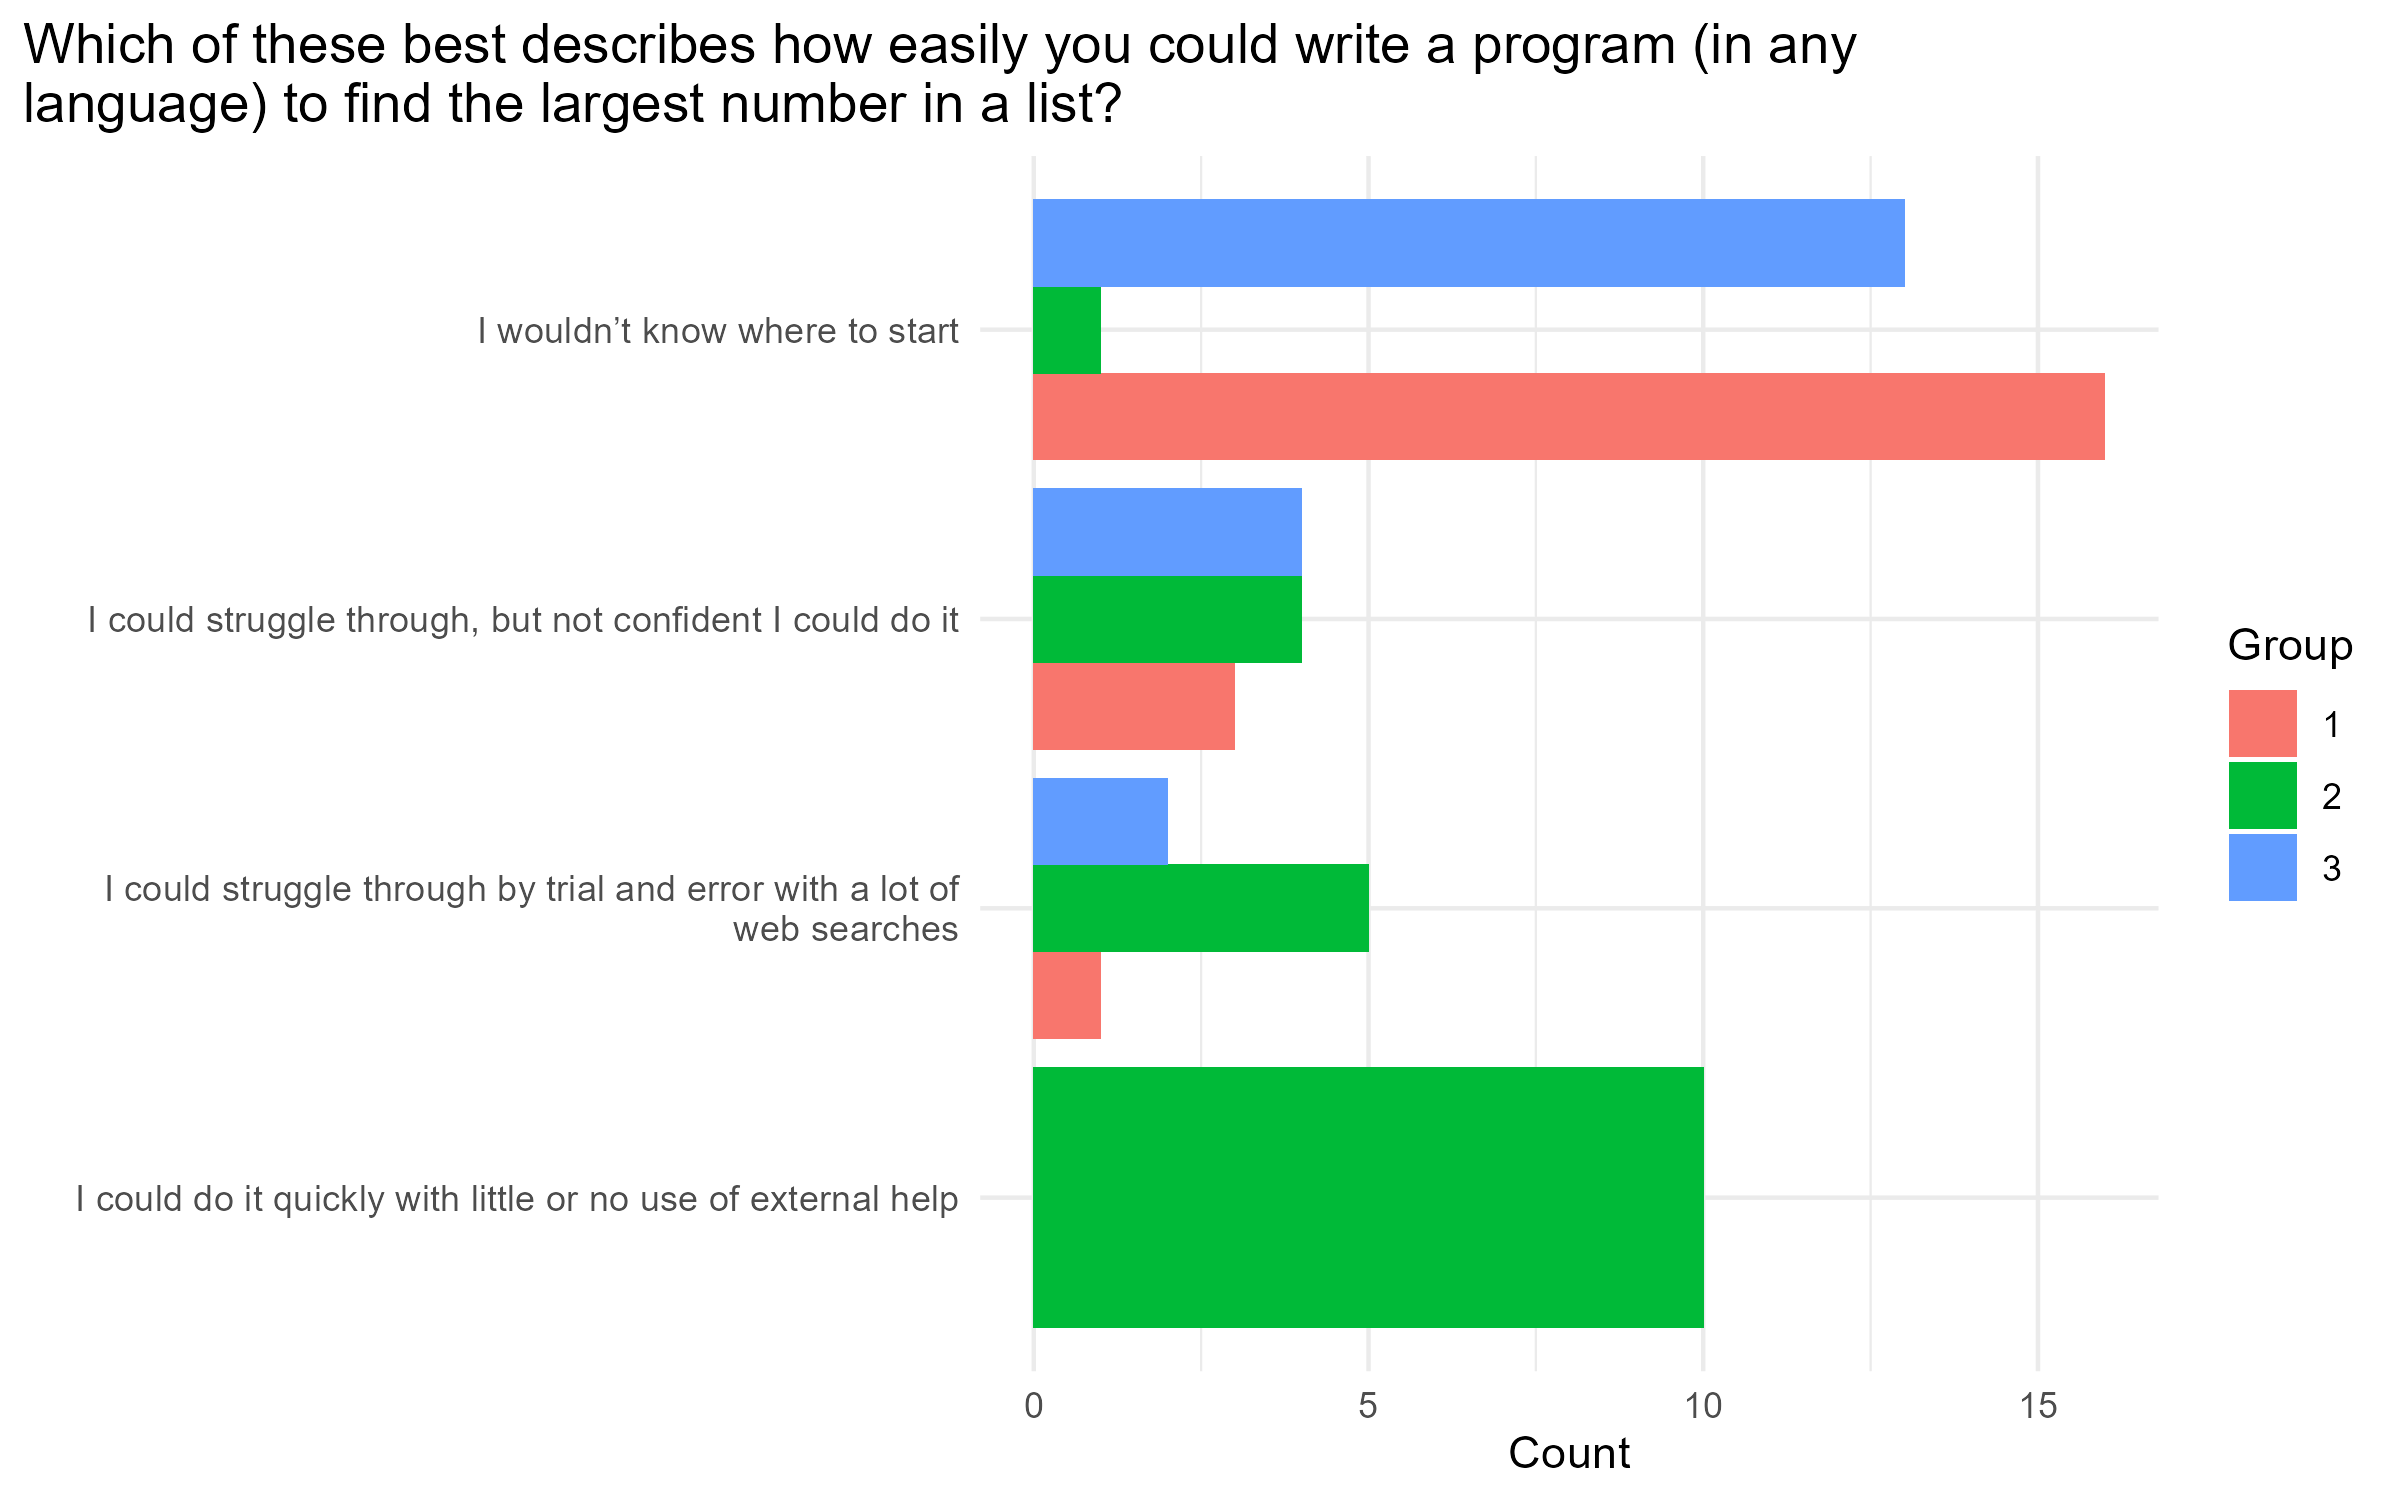 Which of these best describes how easily you could write a program (in any
language) to find the largest number in a list?
I wouldn’t know where to start
I could struggle through, but not confident I could do it
I could struggle through by trial and error with a lot of
web searches
I could do it quickly with little or no use of external help
0 5 10 15
Count
Group
1
2
3